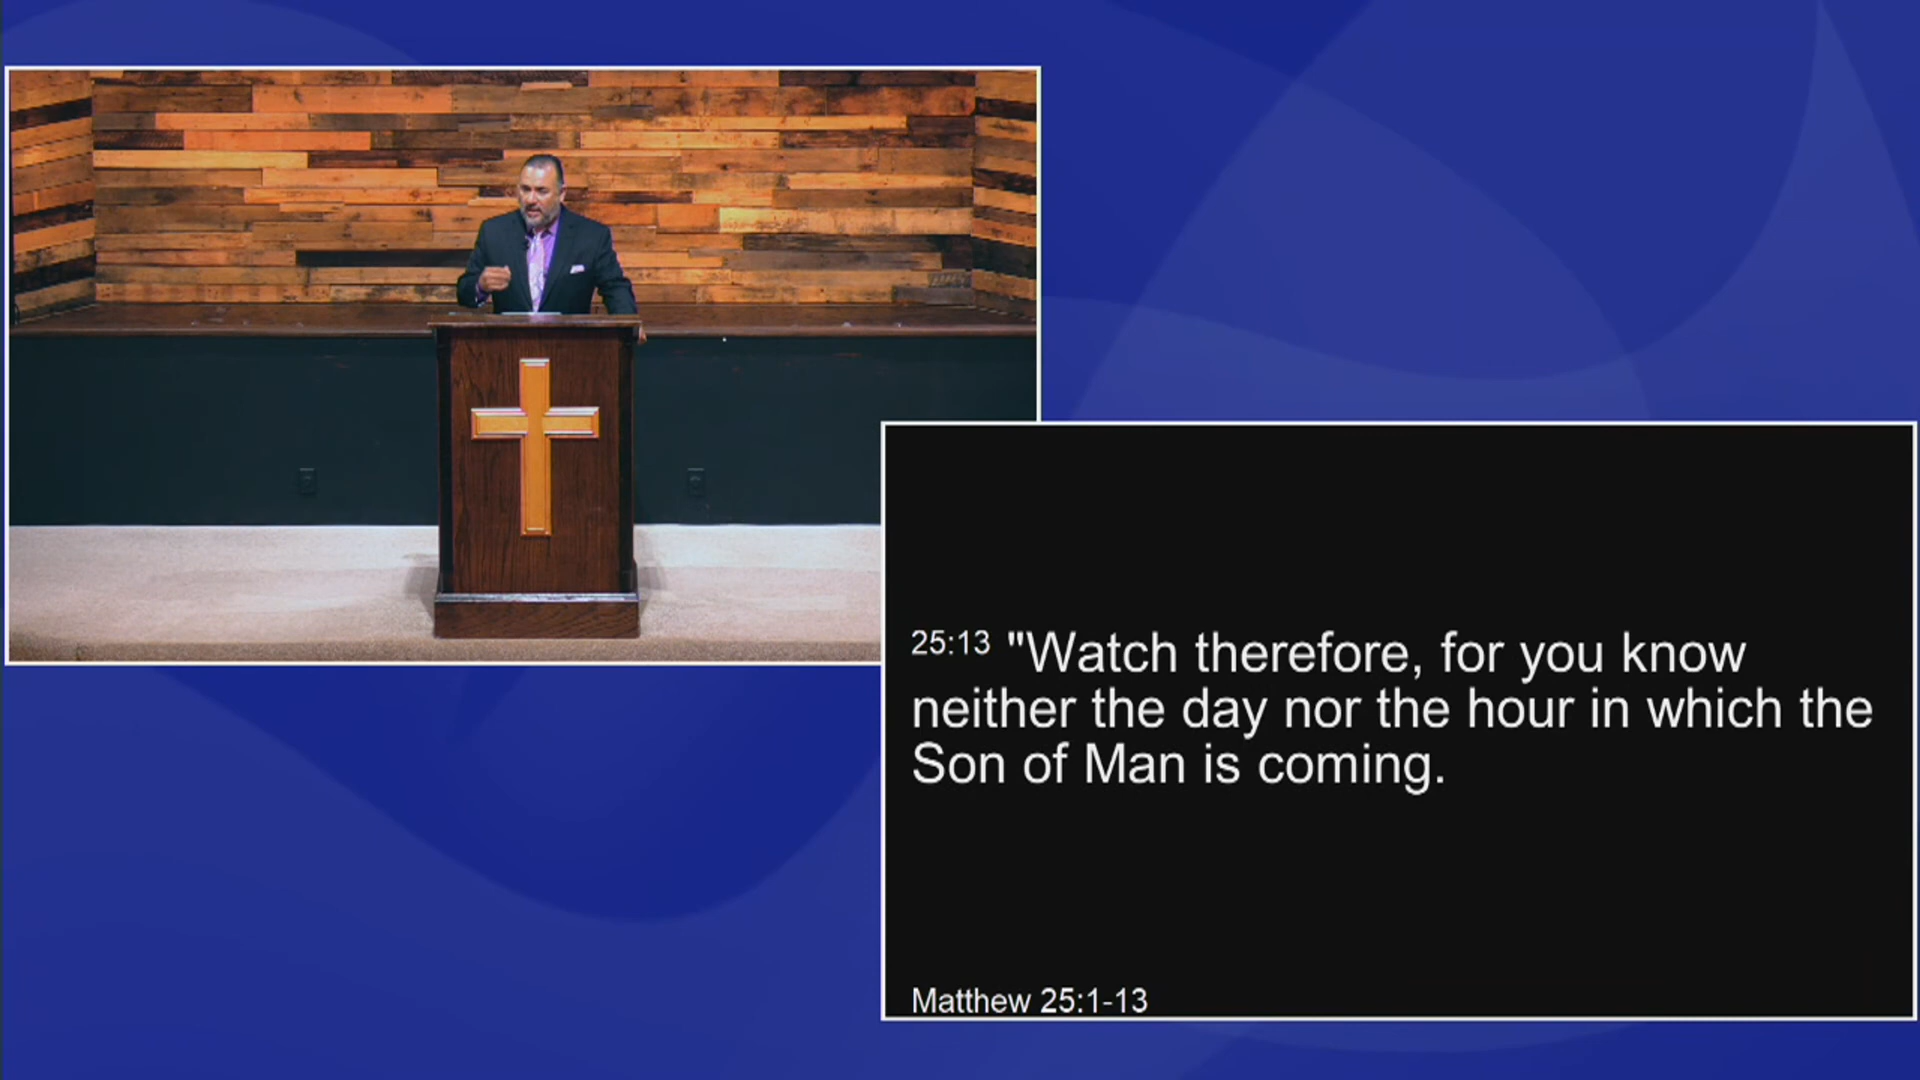 25:13 "Watch therefore, for you know
neither the day nor the hour in which the
Son of Man is coming.
Matthew 25:1-13